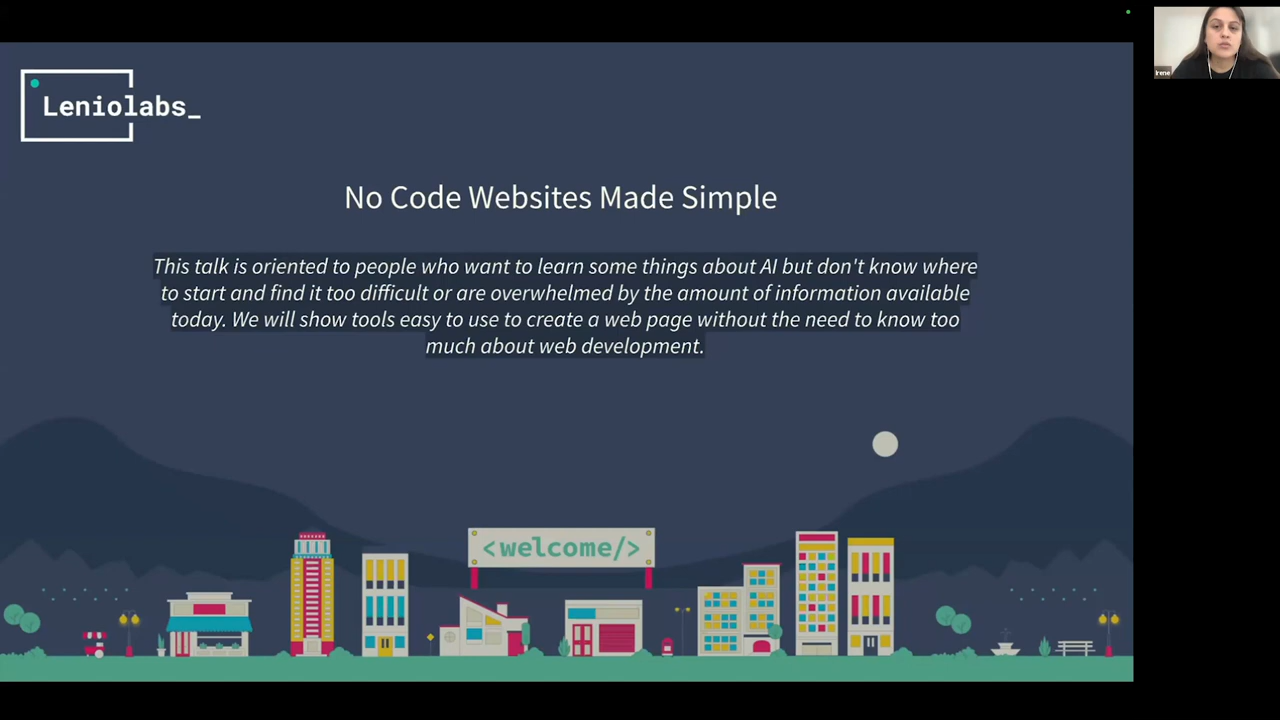 Irene
Leniolabs_
No Code Websites Made Simple
This talk is oriented to people who want to learn some things about AI but don't know where
to start and find it too difficult or are overwhelmed by the amount of information available
today. We will show tools easy to use to create a web page without the need to know too
much about web development.
<welcome/>